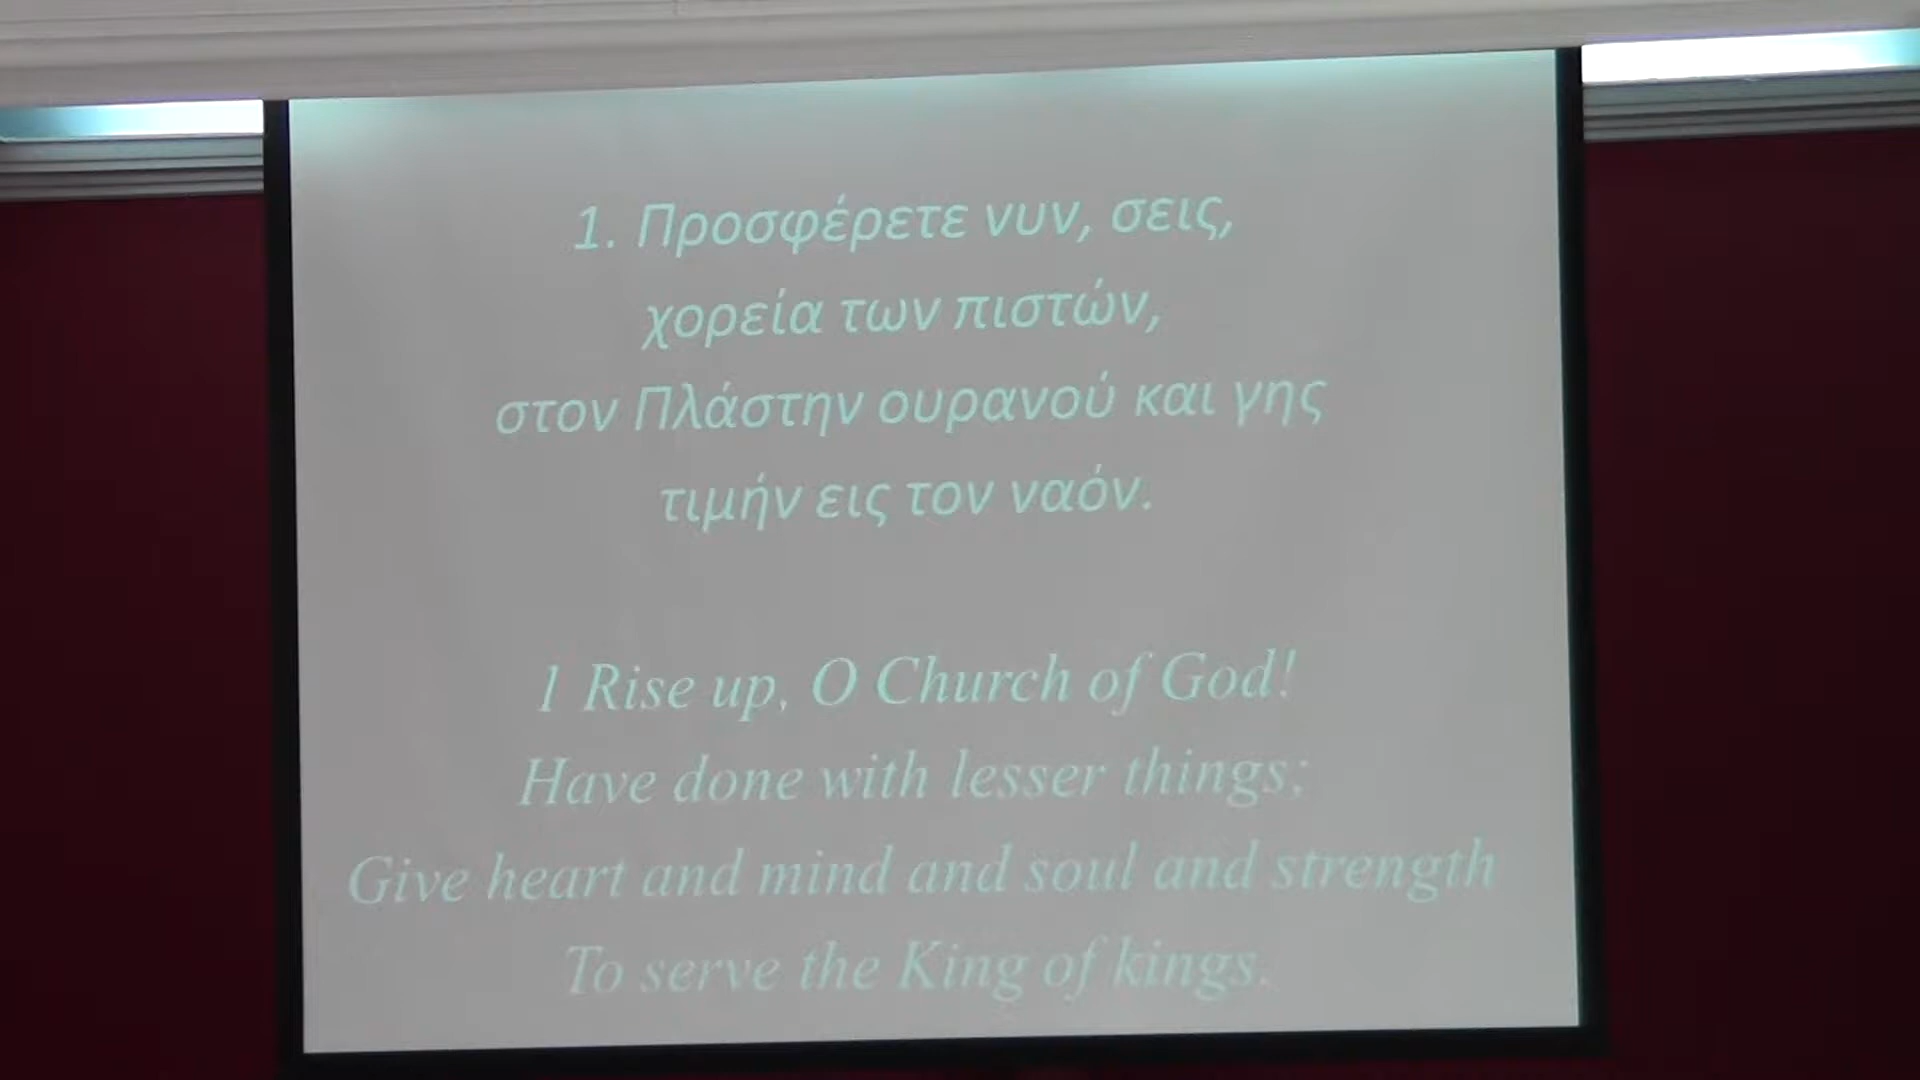 1. Προσφέρετε νυν, σεις,
χορεία των πιστών,
στον Πλάστην ουρανού και γης
τιμήν εις τον ναόν.
1 Rise up, O Church of God!
Have done with lesser things;
Give heart and mind and soul and strength
To serve the King of kings.